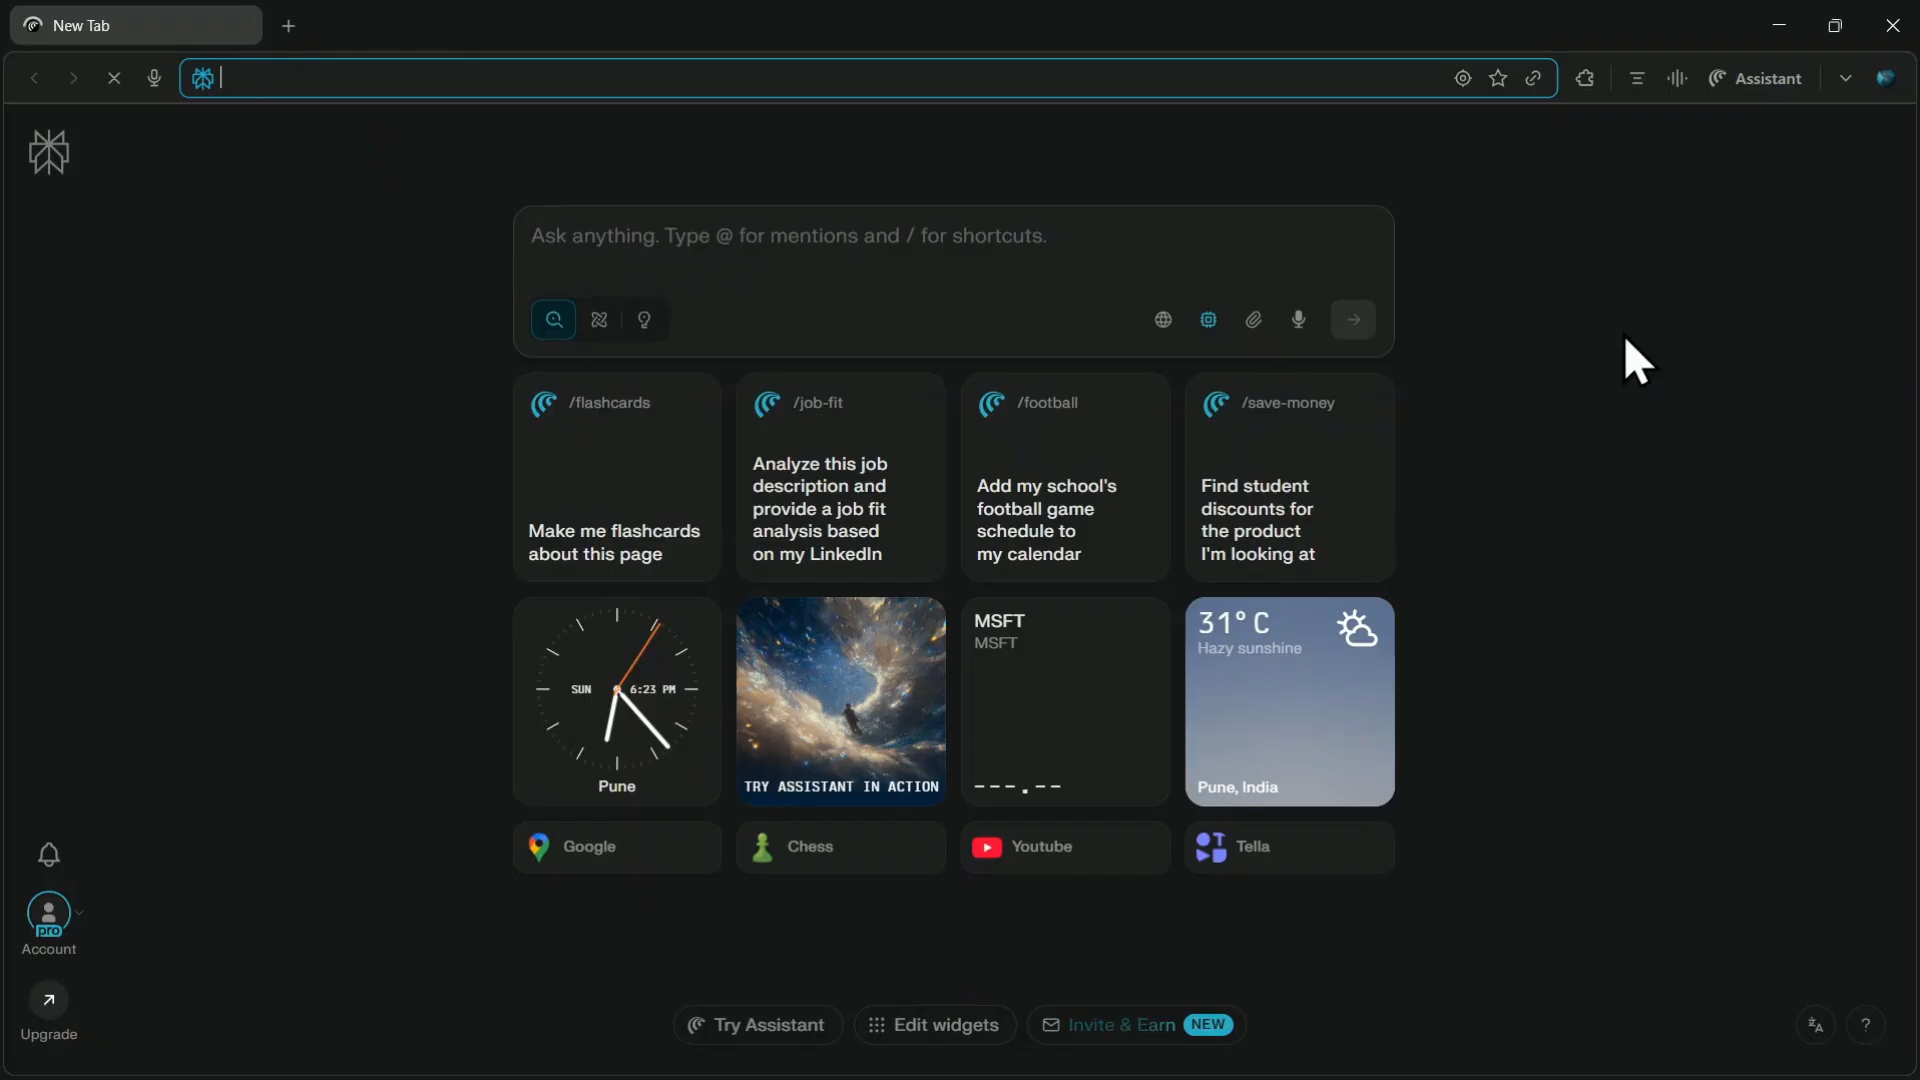 New Tab
Assistant
Ask anything. Type @ for mentions and / for shortcuts.
/flashcards
Make me flashcards
about this page
/job-fit
Analyze this job
description and
provide a job fit
analysis based
on my LinkedIn
/football
Add my school's
football game
schedule to
my calendar
/save-money
Find student
discounts for
the product
I'm looking at
SUN 6:23 PM
Pune
TRY ASSISTANT IN ACTION
MSFT
MSFT
---.--
31° C
Hazy sunshine
Pune, India
Google
Chess
Youtube
Tella
pro
Account
Upgrade
Try Assistant
Edit widgets
Invite & Earn NEW
?